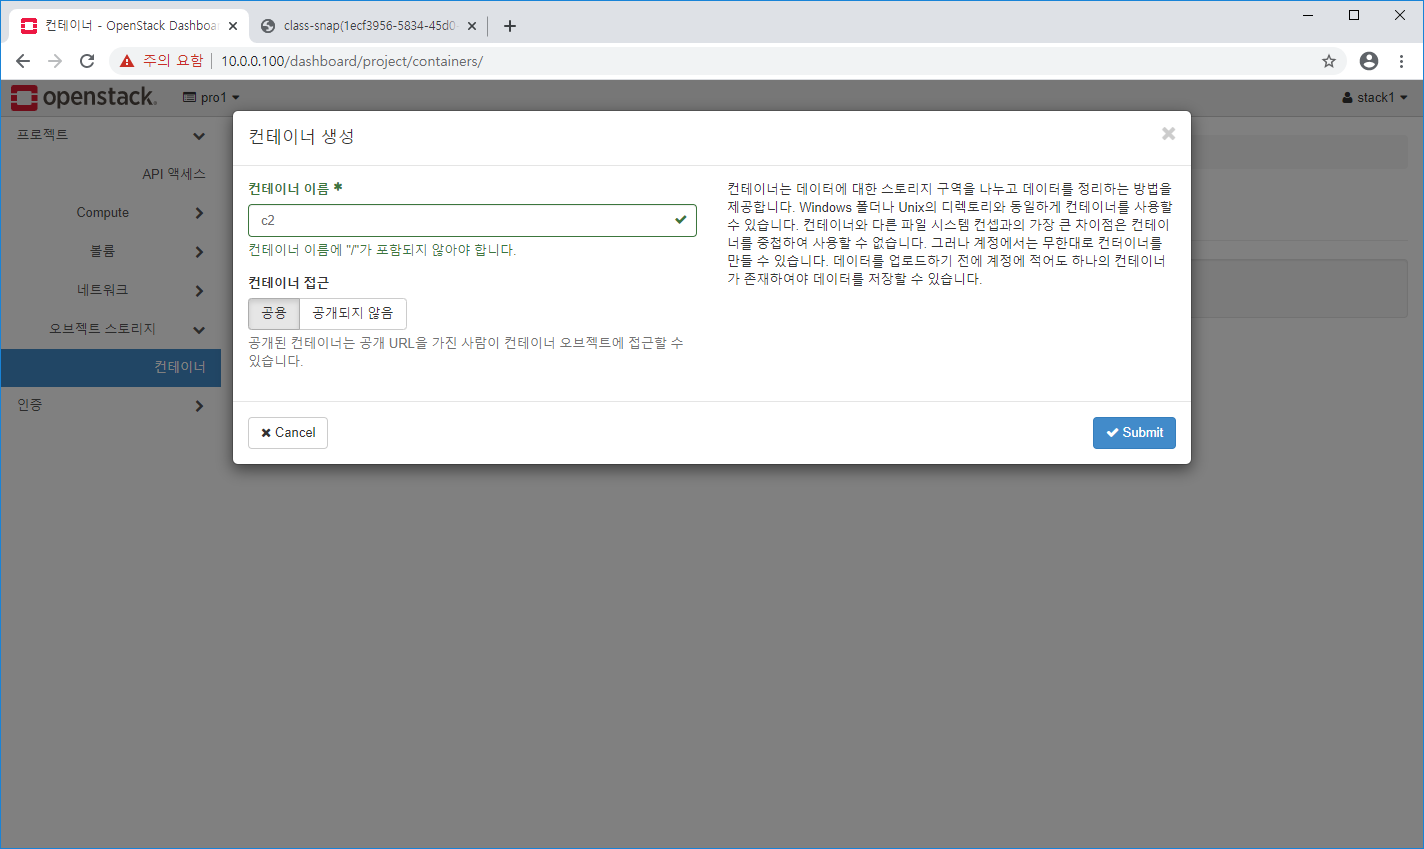 컨테이너 - OpenStack Dashboar
class-snap(1ecf3956-5834-45d0-
주의 요함
10.0.0.100/dashboard/project/containers/
openstack.
pro1
stack1
프로젝트
API 액세스
Compute
볼륨
네트워크
오브젝트 스토리지
컨테이너
인증
컨테이너 생성
컨테이너 이름 *
c2
컨테이너 이름에 "/"가 포함되지 않아야 합니다.
컨테이너 접근
공용
공개되지 않음
공개된 컨테이너는 공개 URL을 가진 사람이 컨테이너 오브젝트에 접근할 수
있습니다.
컨테이너는 데이터에 대한 스토리지 구역을 나누고 데이터를 정리하는 방법을
제공합니다. Windows 폴더나 Unix의 디렉토리와 동일하게 컨테이너를 사용할
수 있습니다. 컨테이너와 다른 파일 시스템 컨셉과의 가장 큰 차이점은 컨테이
너를 중첩하여 사용할 수 없습니다. 그러나 계정에서는 무한대로 컨터이너를
만들 수 있습니다. 데이터를 업로드하기 전에 계정에 적어도 하나의 컨테이너
가 존재하여야 데이터를 저장할 수 있습니다.
Cancel
Submit